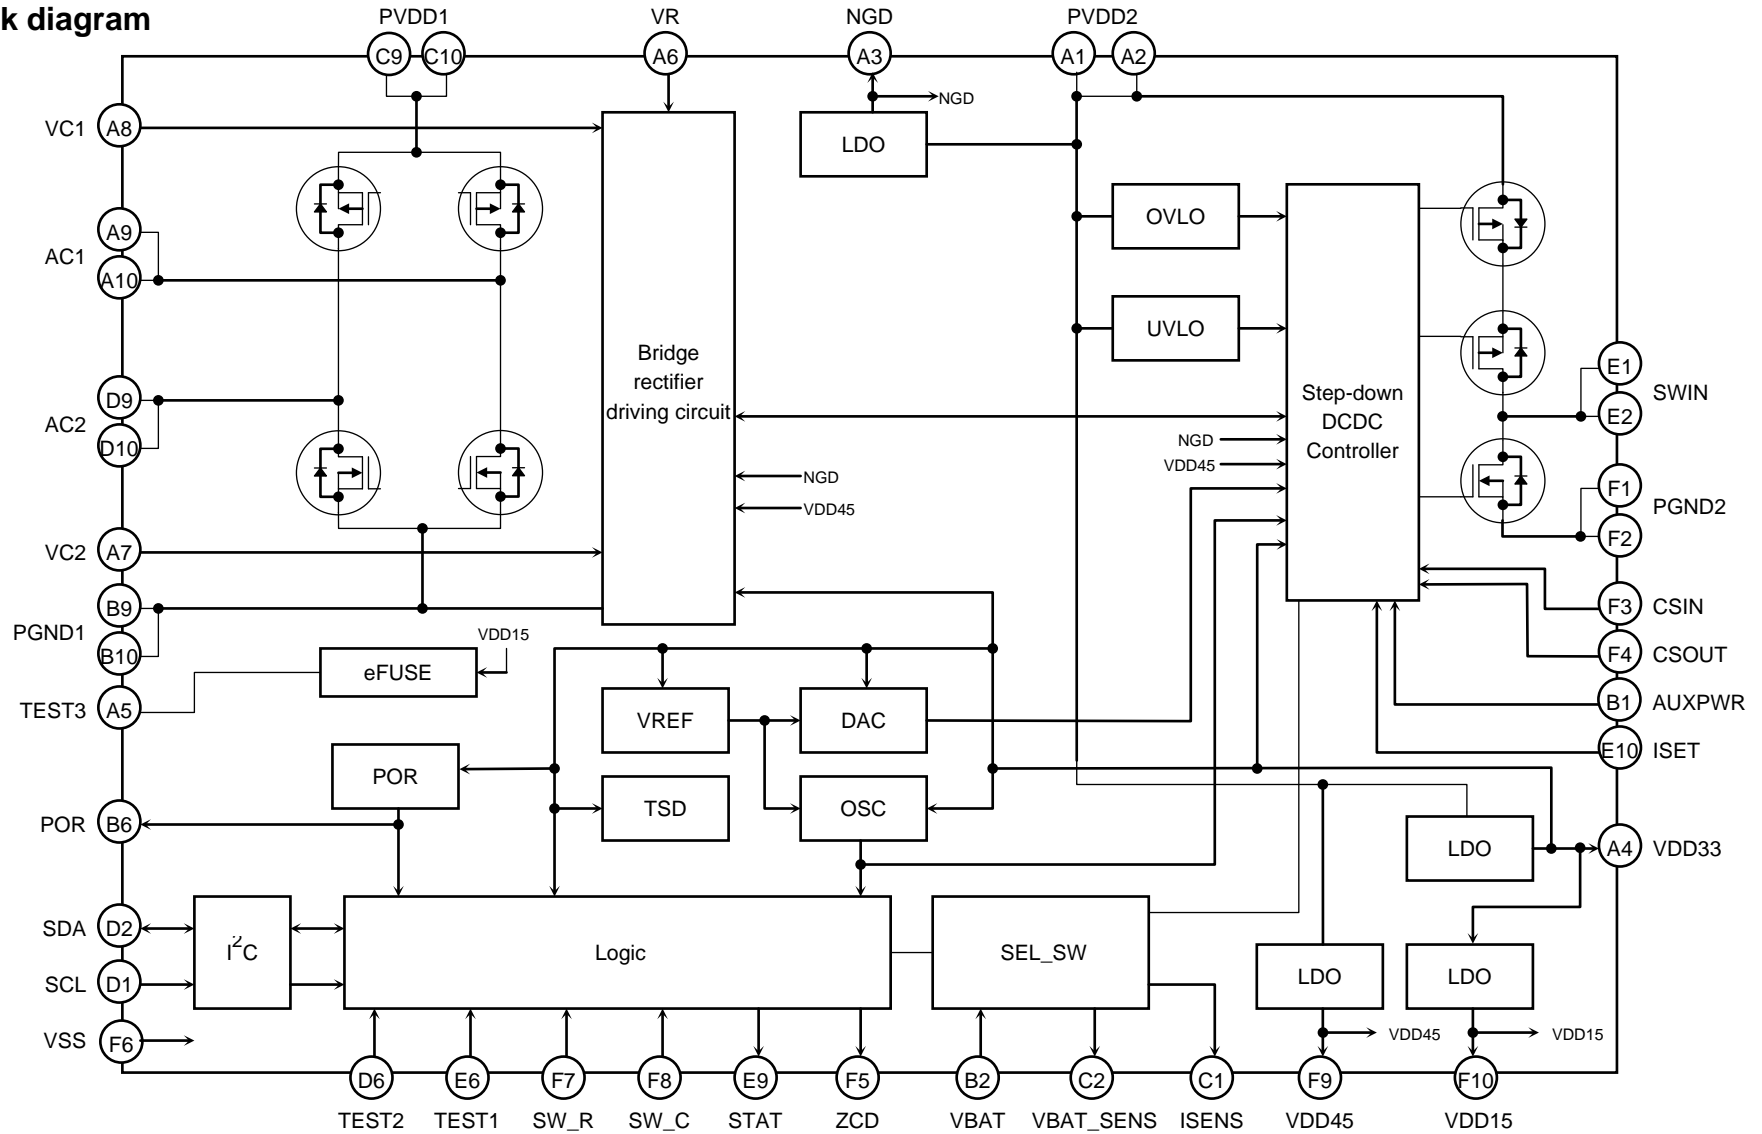 k diagram
PVDD1
VR
NGD
PVDD2
C9
C10
A6
A3
A1
A2
NGD
VC1
A8
LDO
A9
AC1
A10
OVLO
UVLO
Bridge
rectifier
driving circuit
Step-down
DCDC
Controller
E1
SWIN
E2
D9
AC2
D10
NGD
VDD45
NGD
VDD45
F1
PGND2
F2
VC2
A7
B9
PGND1
B10
F3
CSIN
F4
CSOUT
VDD15
eFUSE
TEST3
A5
VREF
DAC
B1
AUXPWR
E10
ISET
POR
TSD
OSC
POR
B6
LDO
A4
VDD33
SDA
D2
I2C
Logic
SEL_SW
SCL
D1
LDO
LDO
VSS
F6
VDD45
VDD15
D6
E6
F7
F8
E9
F5
B2
C2
C1
F9
F10
TEST2
TEST1
SW_R
SW_C
STAT
ZCD
VBAT
VBAT_SENS
ISENS
VDD45
VDD15